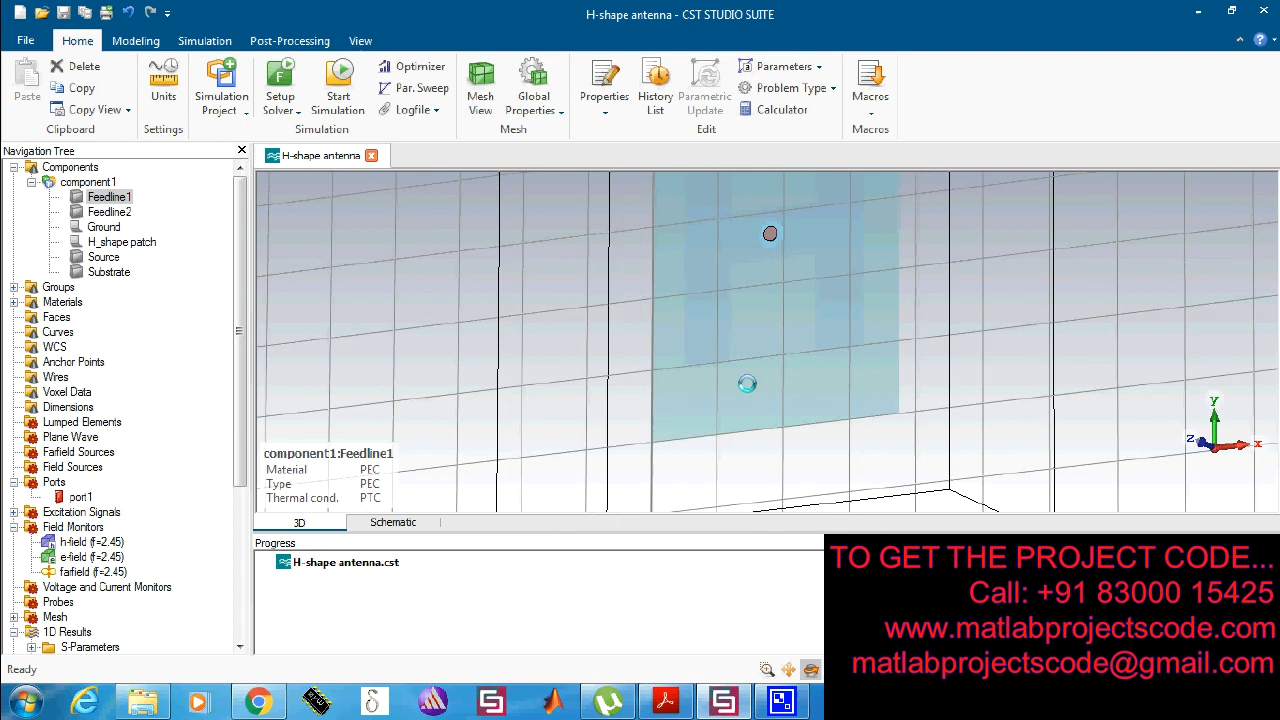 H-shape antenna - CST STUDIO SUITE
File Home Modeling Simulation Post-Processing View
Paste
Delete
Copy
Copy View
Clipboard
Units
Settings
Simulation Project
Setup Solver
Start Simulation
Optimizer
Par. Sweep
Logfile
Simulation
Mesh View
Global Properties
Mesh
Properties
History List
Parametric Update
Parameters
Problem Type
Calculator
Edit
Macros
Macros
Navigation Tree
Components
component1
Feedline1
Feedline2
Ground
H_shape patch
Source
Substrate
Groups
Materials
Faces
Curves
WCS
Anchor Points
Wires
Voxel Data
Dimensions
Lumped Elements
Plane Wave
Farfield Sources
Field Sources
Ports
port1
Excitation Signals
Field Monitors
h-field (f=2.45)
e-field (f=2.45)
farfield (f=2.45)
Voltage and Current Monitors
Probes
Mesh
1D Results
S-Parameters
H-shape antenna
component1:Feedline1
Material PEC
Type PEC
Thermal cond. PTC
y
z
x
3D Schematic
Progress
H-shape antenna.cst
TO GET THE PROJECT CODE...
Call: +91 83000 15425
www.matlabprojectscode.com
matlabprojectscode@gmail.com
Ready